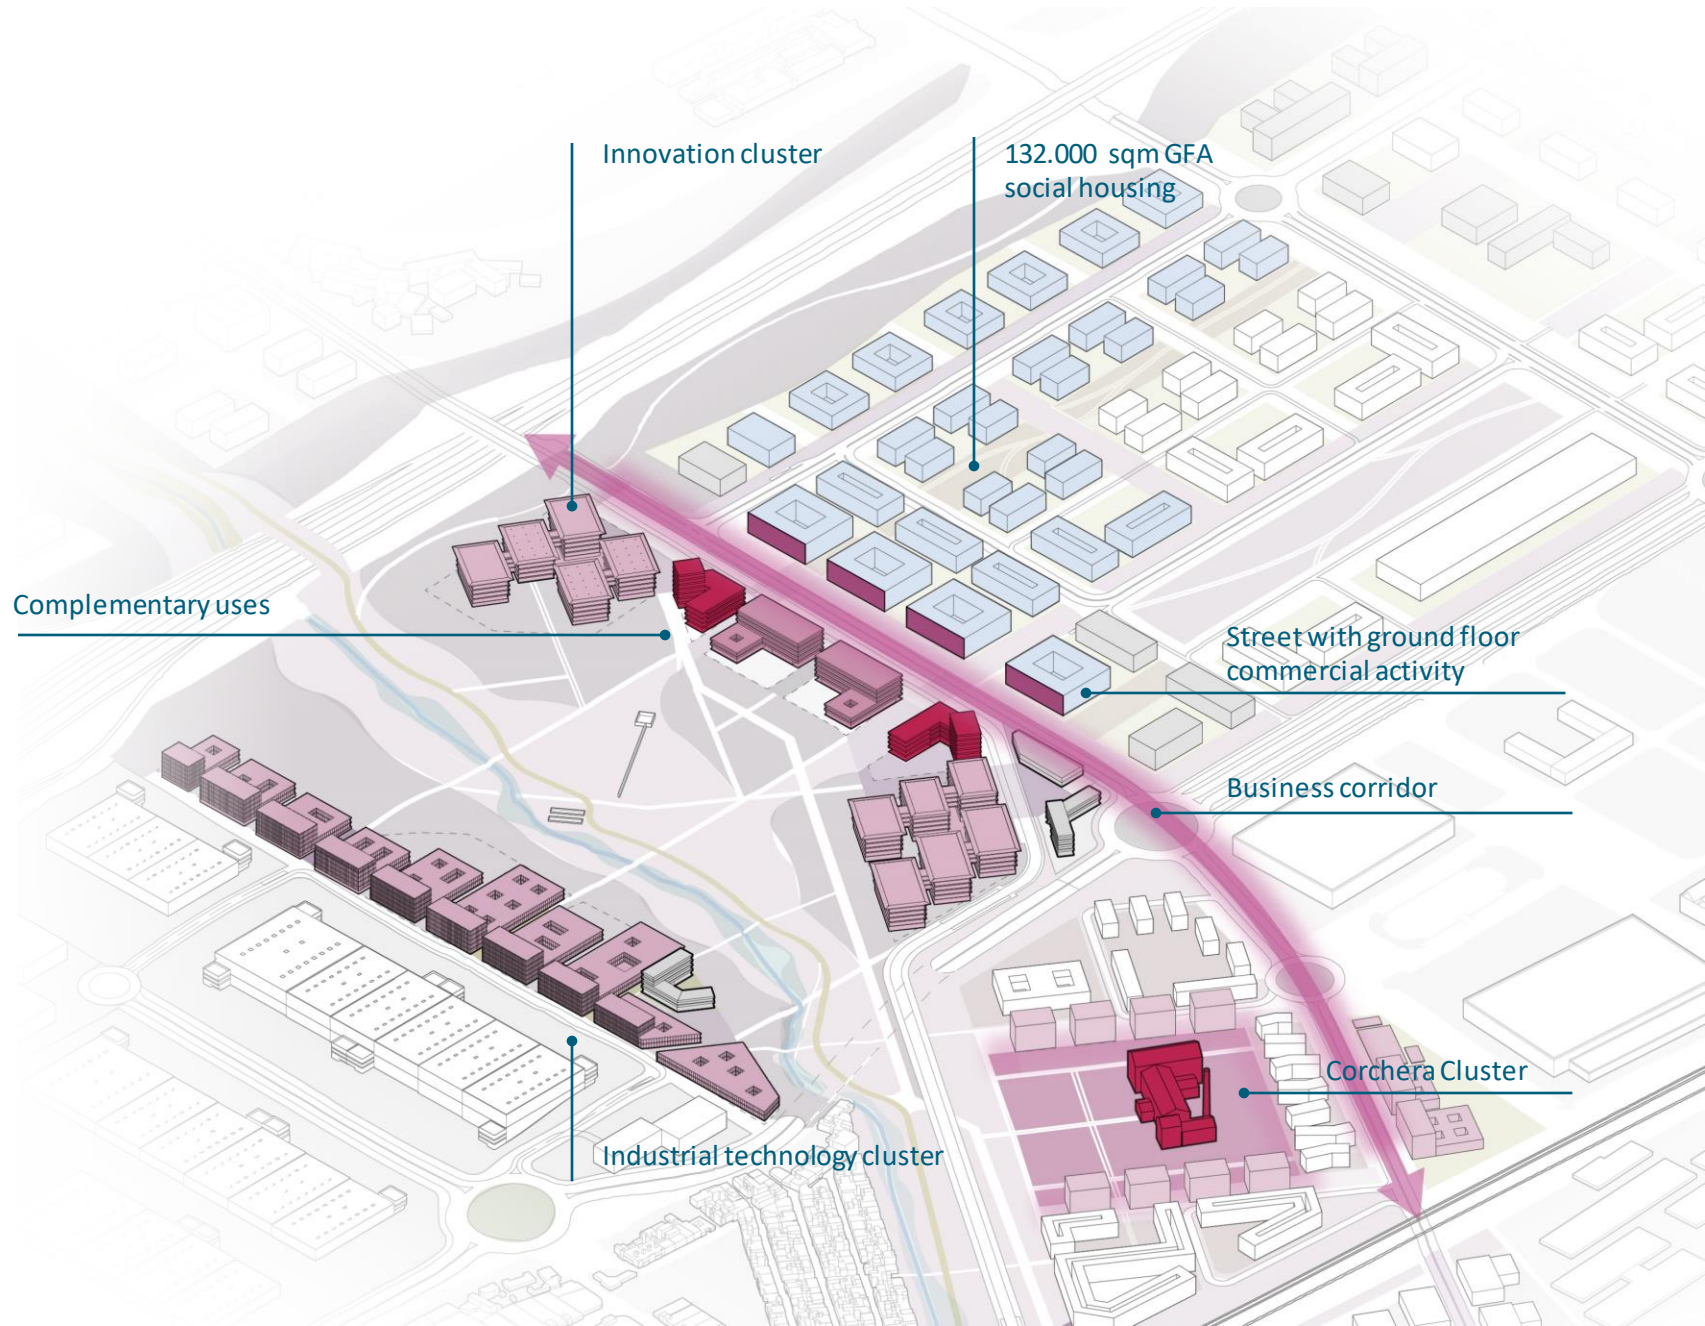 Innovation cluster
132.000 sqm GFA
social housing
Complementary uses
Street with ground floor
commercial activity
Business corridor
Corchera Cluster
Industrial technology cluster